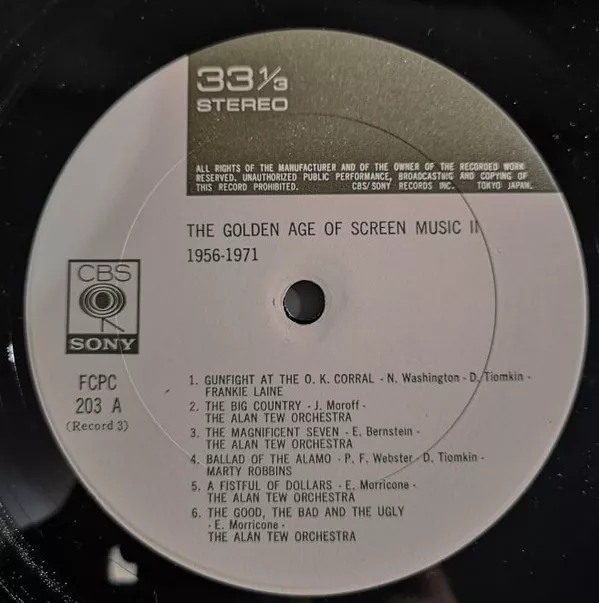 33 1/3
STEREO
ALL RIGHTS OF THE MANUFACTURER AND OF THE OWNER OF THE RECORDED WORK
RESERVED. UNAUTHORIZED PUBLIC PERFORMANCE, BROADCASTING AND COPYING OF
THIS RECORD PROHIBITED. CBS/SONY RECORDS INC. TOKYO JAPAN.
THE GOLDEN AGE OF SCREEN MUSIC II
1956-1971
CBS
SONY
FCPC
203 A
(Record 3)
1. GUNFIGHT AT THE O. K. CORRAL - N. Washington - D. Tiomkin -
FRANKIE LAINE
2. THE BIG COUNTRY - J. Moroff -
THE ALAN TEW ORCHESTRA
3. THE MAGNIFICENT SEVEN - E. Bernstein -
THE ALAN TEW ORCHESTRA
4. BALLAD OF THE ALAMO - P. F. Webster - D. Tiomkin -
MARTY ROBBINS
5. A FISTFUL OF DOLLARS - E. Morricone -
THE ALAN TEW ORCHESTRA
6. THE GOOD, THE BAD AND THE UGLY
- E. Morricone -
THE ALAN TEW ORCHESTRA